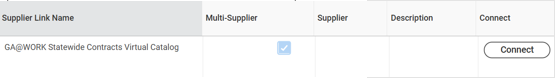 Supplier Link Name Multi-Supplier Supplier Description Connect
GA@WORK Statewide Contracts Virtual Catalog Connect